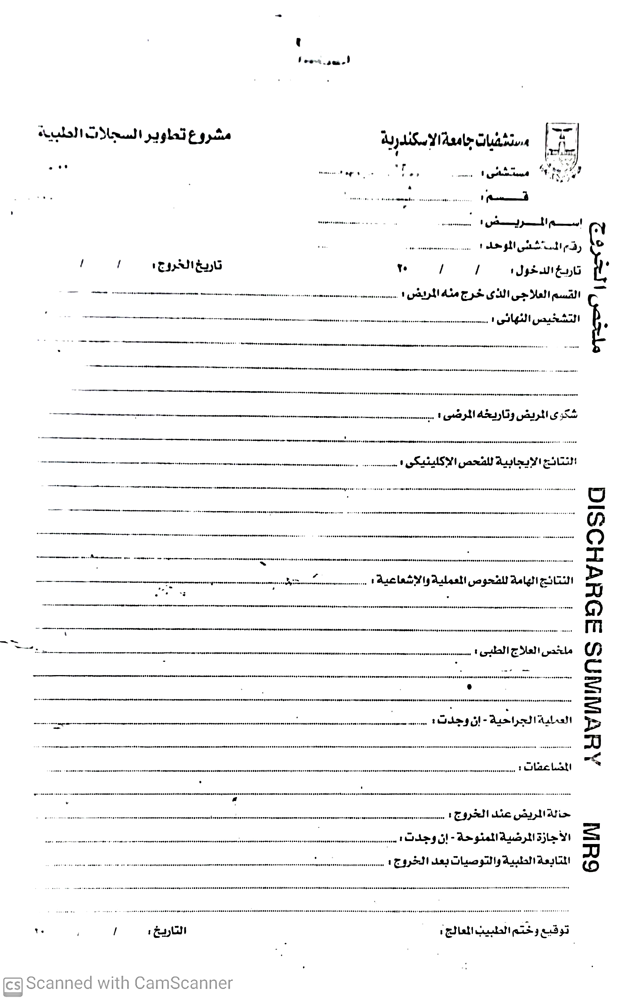 مستشفيات جامعة الإسكندرية
مشروع تطوير السجلات الطبية
مستشفى :
قسم :
إسم المريض :
رقم المستشفى الموحد :
تاريخ الدخول : / / ٢٠
تاريخ الخروج : / /
القسم العلاجى الذى خرج منه المريض :
التشخيص النهائى :
شكوى المريض وتاريخه المرضى :
النتائج الإيجابية للفحص الإكلينيكى :
النتائج الهامة للفحوص المعملية والإشعاعية :
ملخص العلاج الطبى :
العملية الجراحية - إن وجدت :
المضاعفات :
حالة المريض عند الخروج :
الأجازة المرضية الممنوحة - إن وجدت :
المتابعة الطبية والتوصيات بعد الخروج :
توقيع وختم الطبيب المعالج :
التاريخ : / / ٢٠
ملخص الخروج
DISCHARGE SUMMARY
MR9
CS Scanned with CamScanner